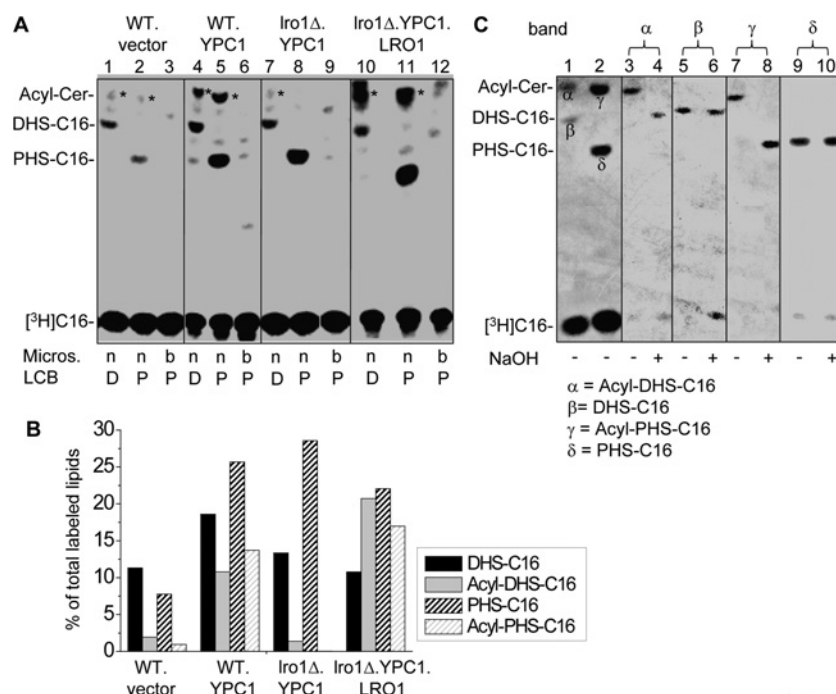 A
WT. vector
WT. YPC1
lro1Δ. YPC1
lro1Δ.YPC1. LRO1
1 2 3 4 5 6 7 8 9 10 11 12
Acyl-Cer- * * * * * *
DHS-C16-
PHS-C16-
[³H]C16-
Micros. n n b n n b n n b n n b
LCB D P P D P P D P P D P P
C
band α β γ δ
1 2 3 4 5 6 7 8 9 10
Acyl-Cer- α γ
DHS-C16- β
PHS-C16- δ
[³H]C16-
NaOH - - - + - + - + - +
α = Acyl-DHS-C16
β= DHS-C16
γ = Acyl-PHS-C16
δ = PHS-C16
B
% of total labeled lipids
30
25
20
15
10
5
0
WT. vector
WT. YPC1
lro1Δ. YPC1
lro1Δ.YPC1. LRO1
DHS-C16
Acyl-DHS-C16
PHS-C16
Acyl-PHS-C16